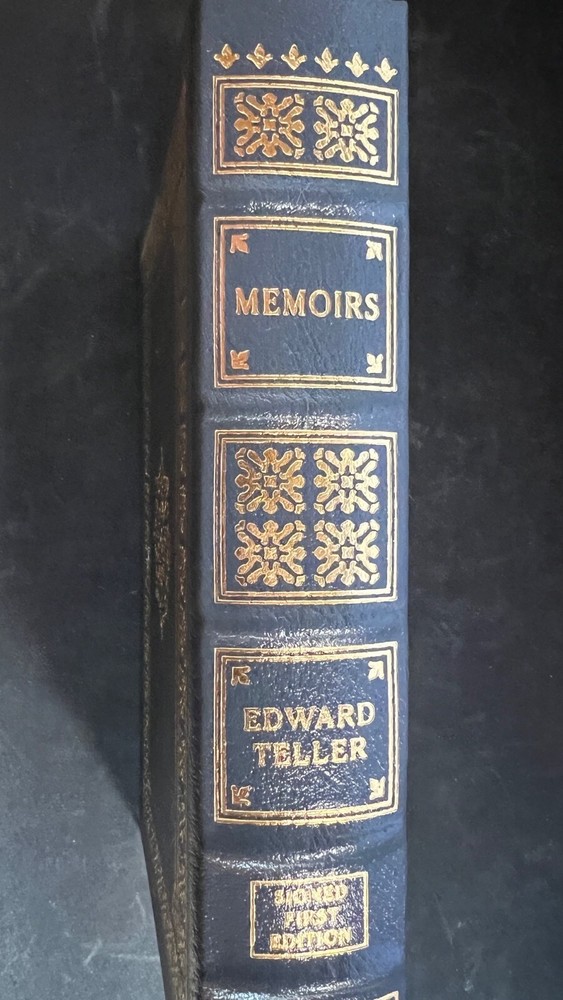 MEMOIRS
EDWARD
TELLER
SIGNED
FIRST
EDITION